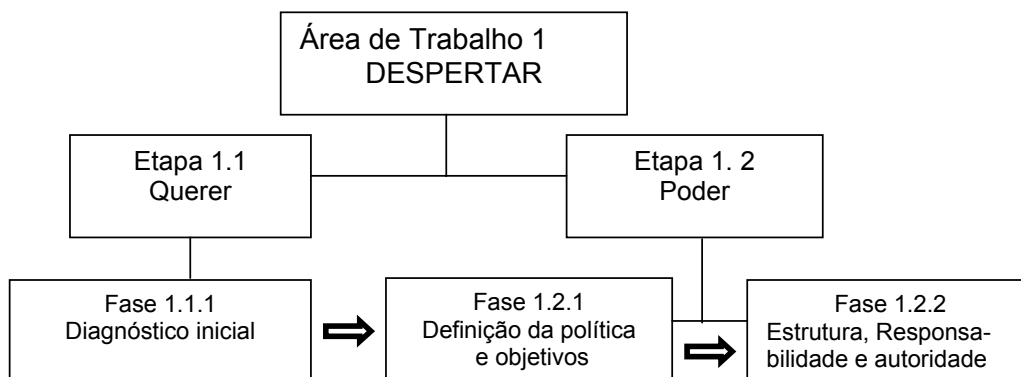 Área de Trabalho 1
DESPERTAR
Etapa 1.1
Querer
Etapa 1. 2
Poder
Fase 1.1.1
Diagnóstico inicial
Fase 1.2.1
Definição da política
e objetivos
Fase 1.2.2
Estrutura, Responsa-
bilidade e autoridade